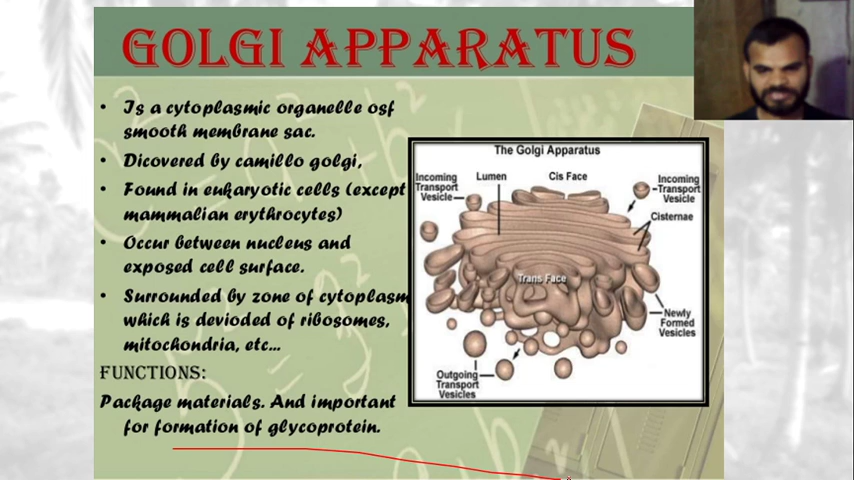 GOLGI APPARATUS
• Is a cytoplasmic organelle osf
smooth membrane sac.
• Dicovered by camillo golgi,
• Found in eukaryotic cells (except
mammalian erythrocytes)
• Occur between nucleus and
exposed cell surface.
• Surrounded by zone of cytoplasm
which is devioded of ribosomes,
mitochondria, etc...
FUNCTIONS:
Package materials. And important
for formation of glycoprotein.
The Golgi Apparatus
Incoming
Transport
Vesicle
Lumen
Cis Face
Incoming
Transport
Vesicle
Cisternae
Trans Face
Newly
Formed
Vesicles
Outgoing
Transport
Vesicles